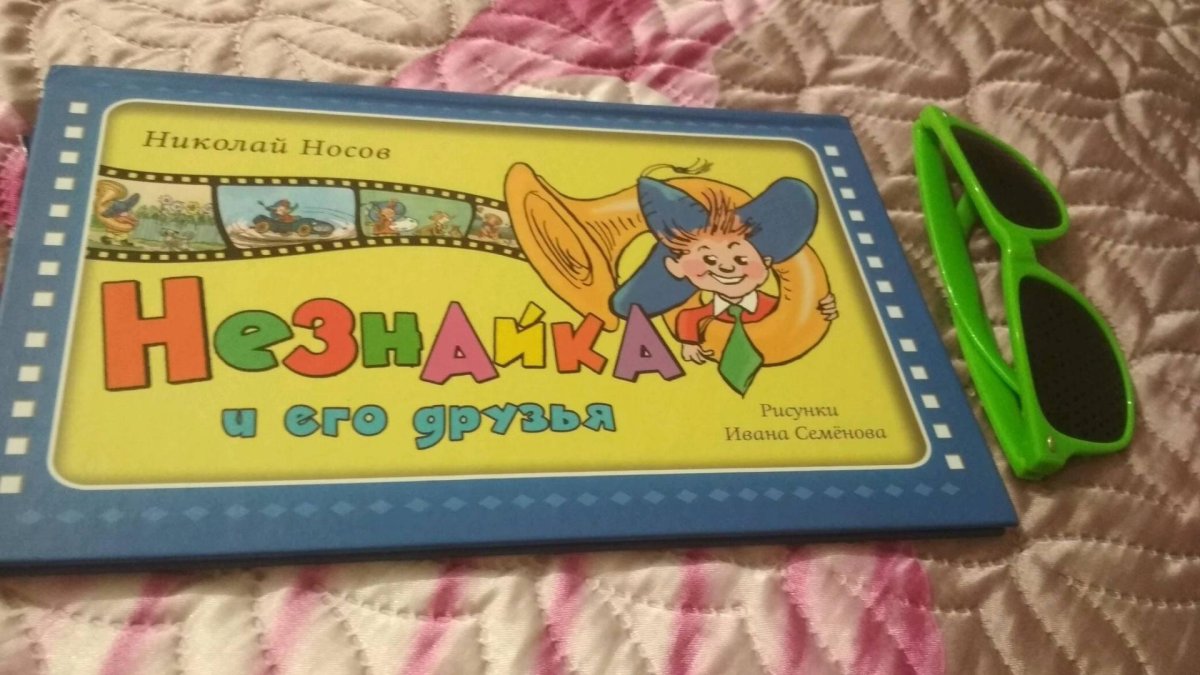 Николай Носов
Незнайка
и его друзья
Рисунки
Ивана Семёнова